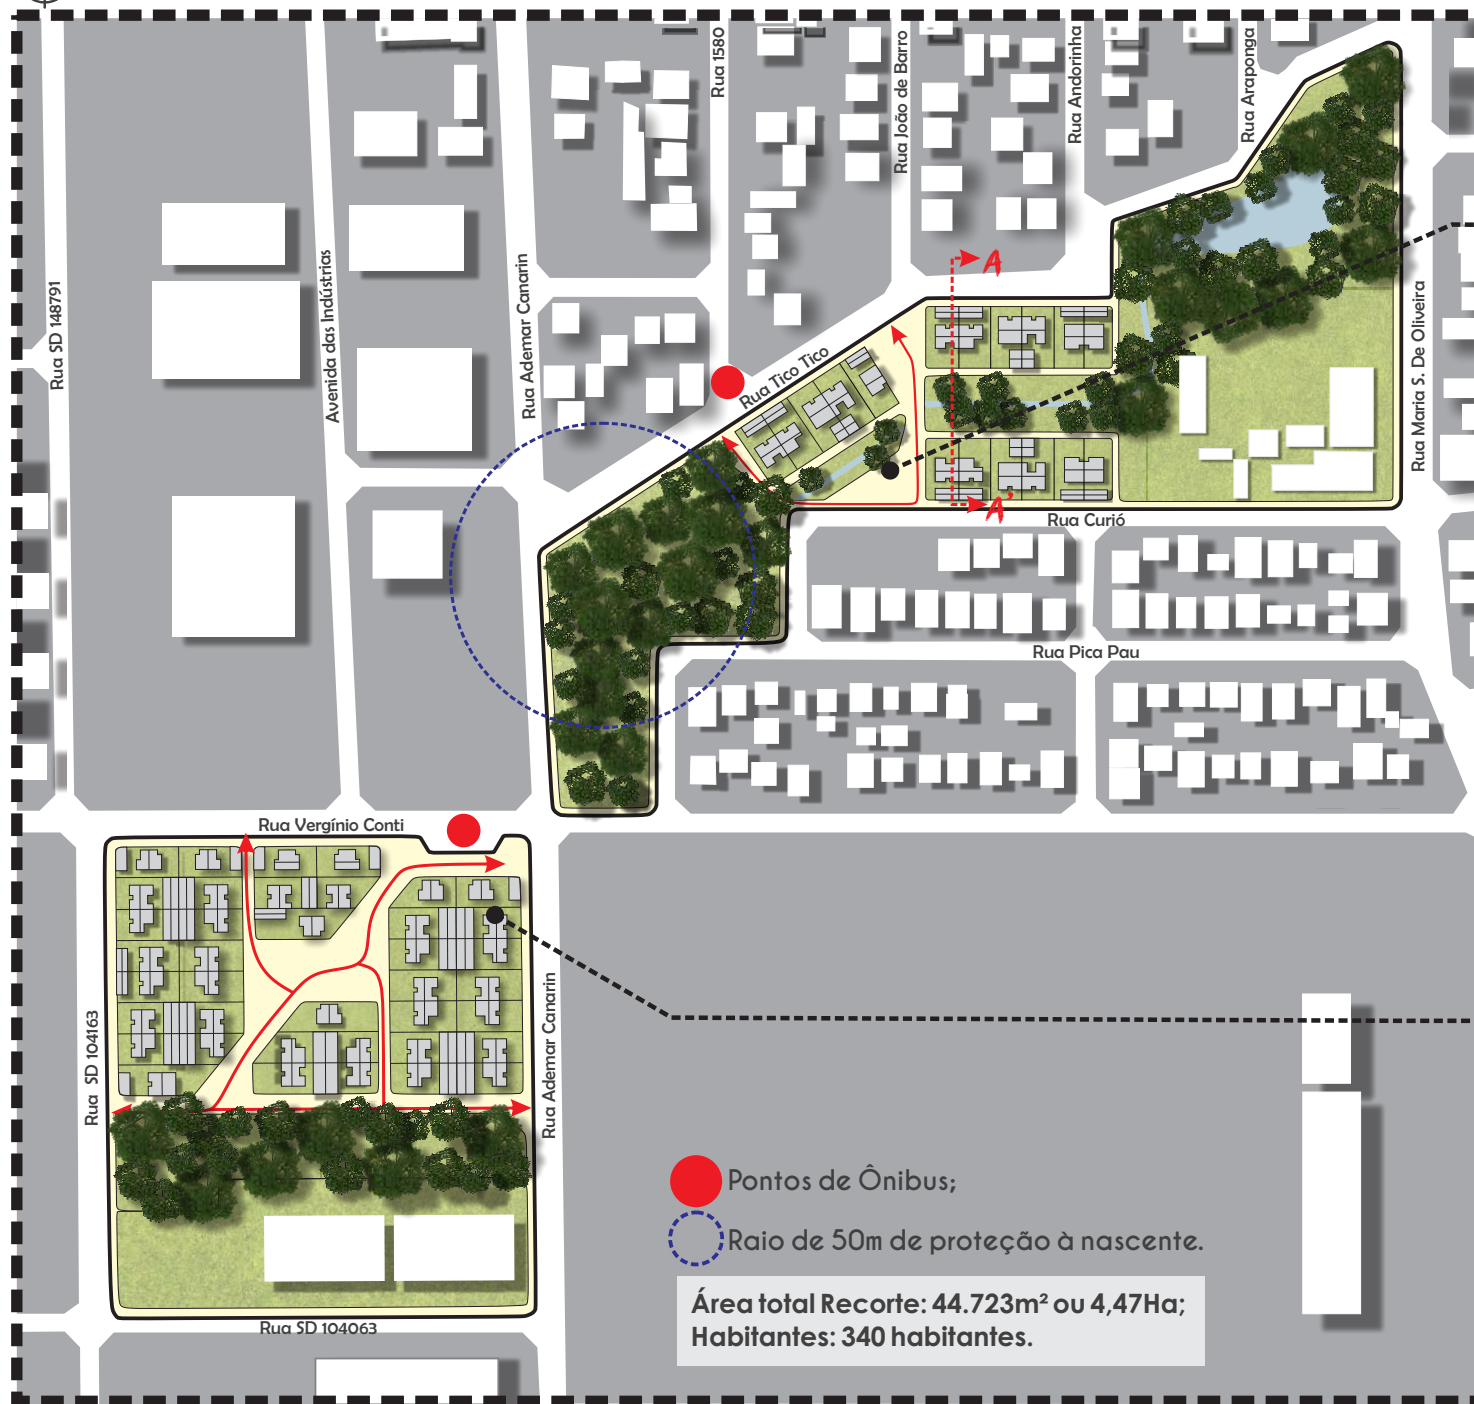 Rua 1580
Rua João de Barro
Rua Andorinha
Rua Araponga
Rua SD 148791
Avenida das Indústrias
Rua Ademar Canarin
Rua Tico Tico
A
A'
Rua Maria S. De Oliveira
Rua Curió
Rua Pica Pau
Rua Vergínio Conti
Rua SD 104163
Rua Ademar Canarin
Pontos de Ônibus;
Raio de 50m de proteção à nascente.
Área total Recorte: 44.723m² ou 4,47Ha;
Habitantes: 340 habitantes.
Rua SD 104063